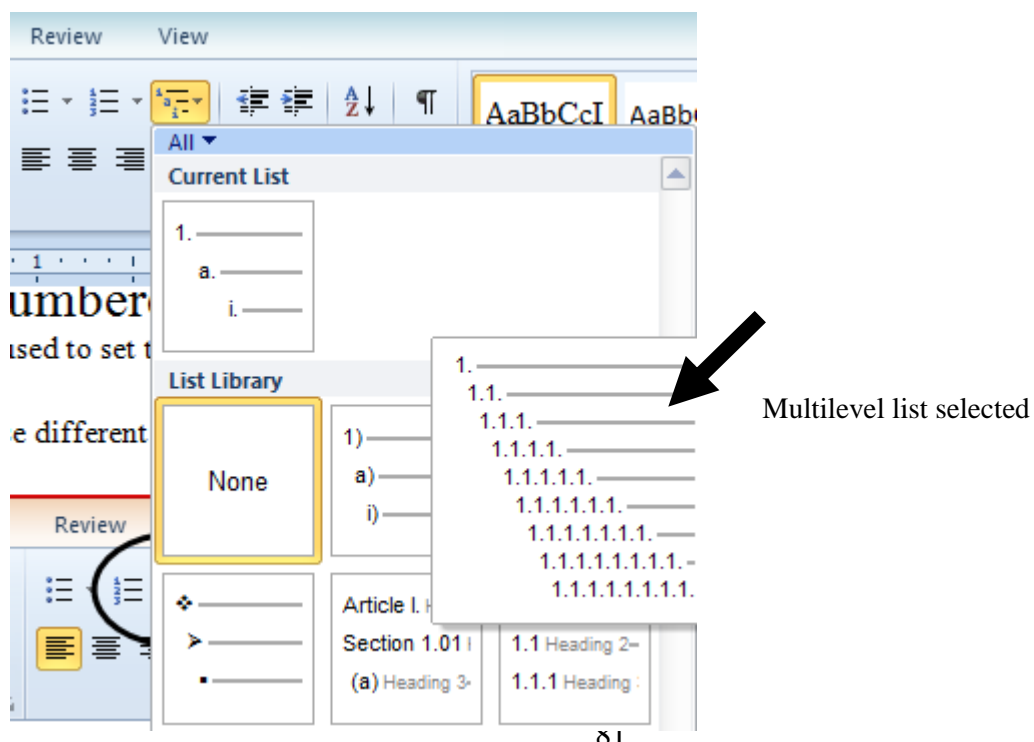 Review View
AaBbCcI AaBb
All
Current List
1.
a.
i.
umber
used to set t
List Library
e different
None
1)
a)
i)
1.
1.1.
1.1.1.
1.1.1.1.
1.1.1.1.1.
1.1.1.1.1.1.
1.1.1.1.1.1.1.
1.1.1.1.1.1.1.1.
1.1.1.1.1.1.1.1.1.
Multilevel list selected
Review
Article I.
Section 1.01
(a) Heading 3
1.1 Heading 2
1.1.1 Heading
81